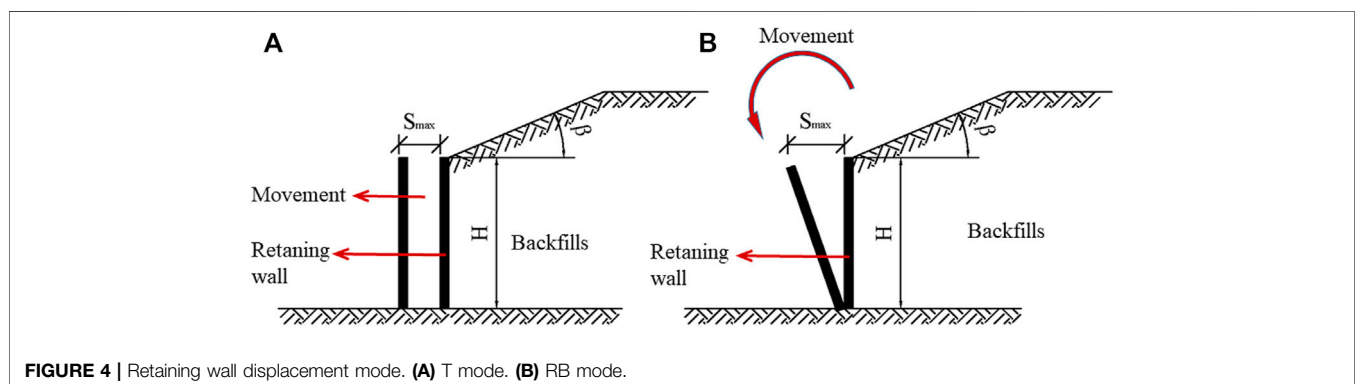 A
Smax
β
Movement
Retaning
wall
H
Backfills
B
Movement
Smax
β
Retaning
wall
H
Backfills
FIGURE 4 | Retaining wall displacement mode. (A) T mode. (B) RB mode.